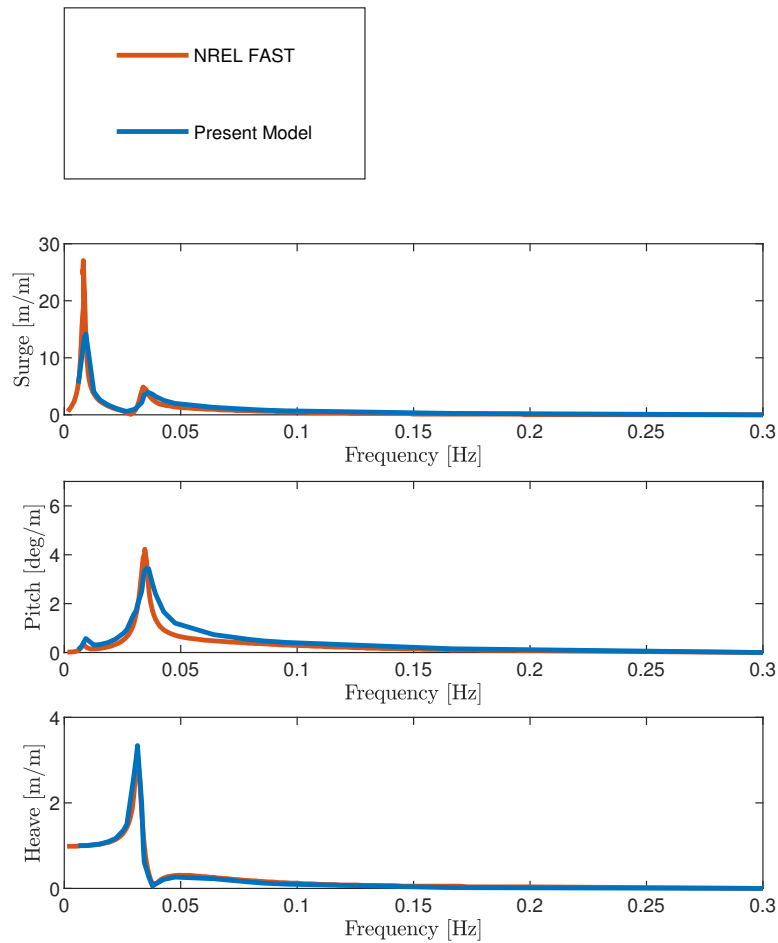 NREL FAST
Present Model
30
20
10
0
Surge [m/m]
0 0.05 0.1 0.15 0.2 0.25 0.3
Frequency [Hz]
6
4
2
0
Pitch [deg/m]
0 0.05 0.1 0.15 0.2 0.25 0.3
Frequency [Hz]
4
2
0
Heave [m/m]
0 0.05 0.1 0.15 0.2 0.25 0.3
Frequency [Hz]